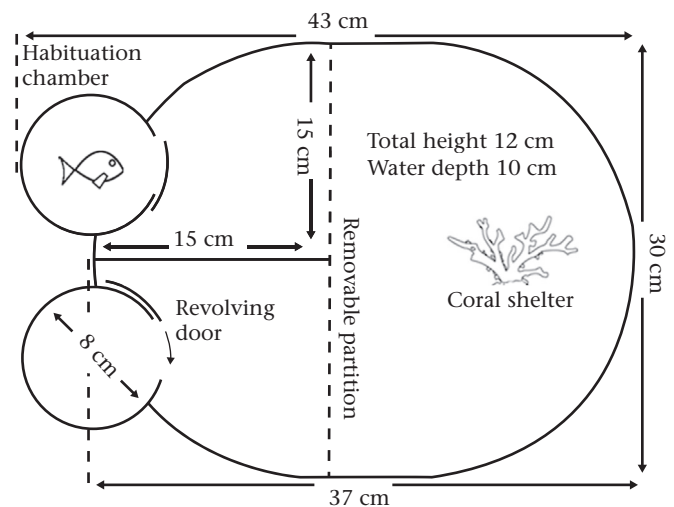 43 cm
Habituation
chamber
15 cm
Total height 12 cm
Water depth 10 cm
15 cm
Removable partition
30 cm
Coral shelter
Revolving
door
8 cm
37 cm